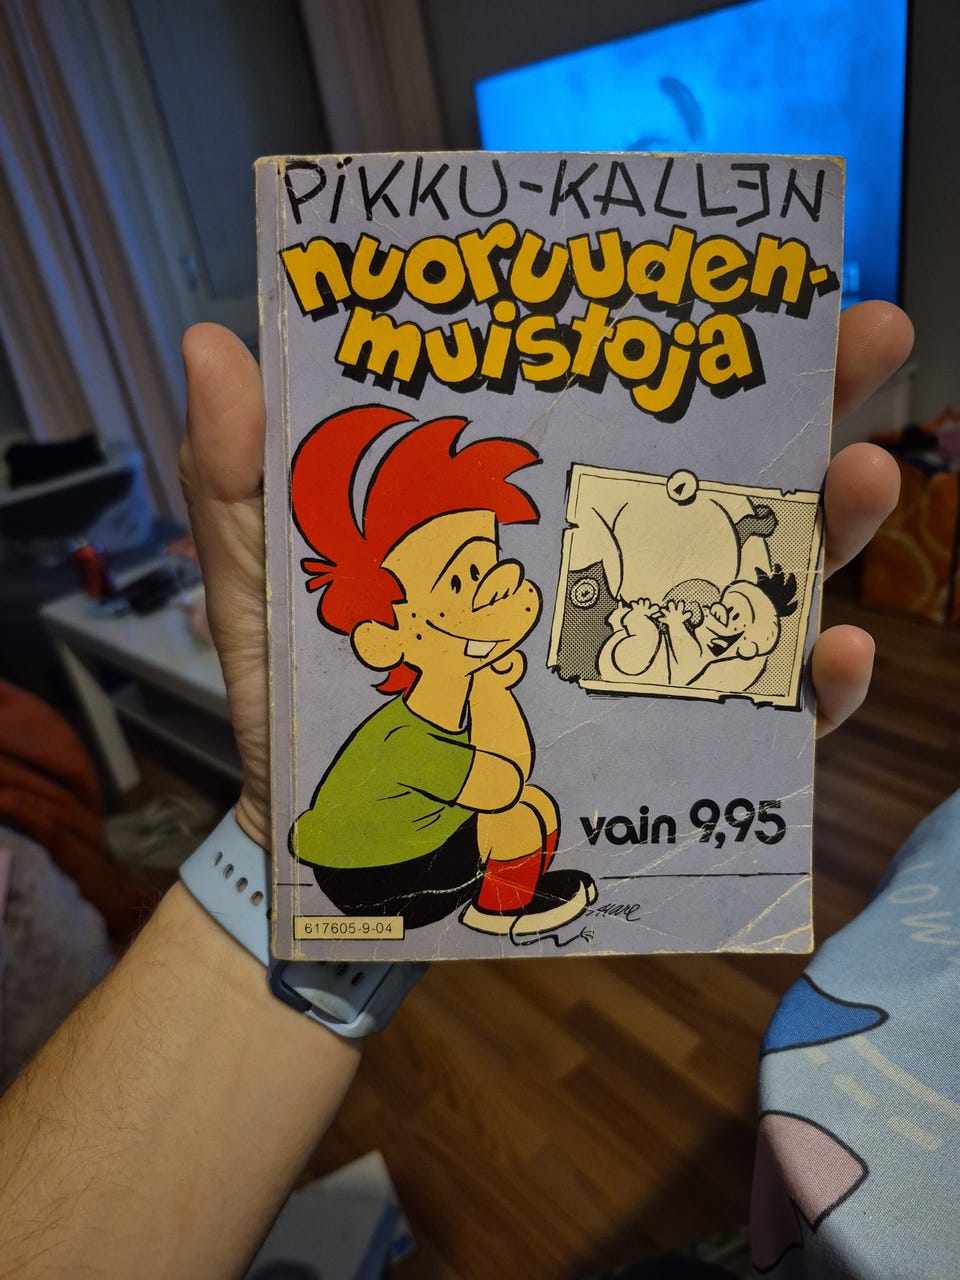 PiKKU-KALLEN
nuoruuden-
muistoja
vain 9,95
617605-9-04